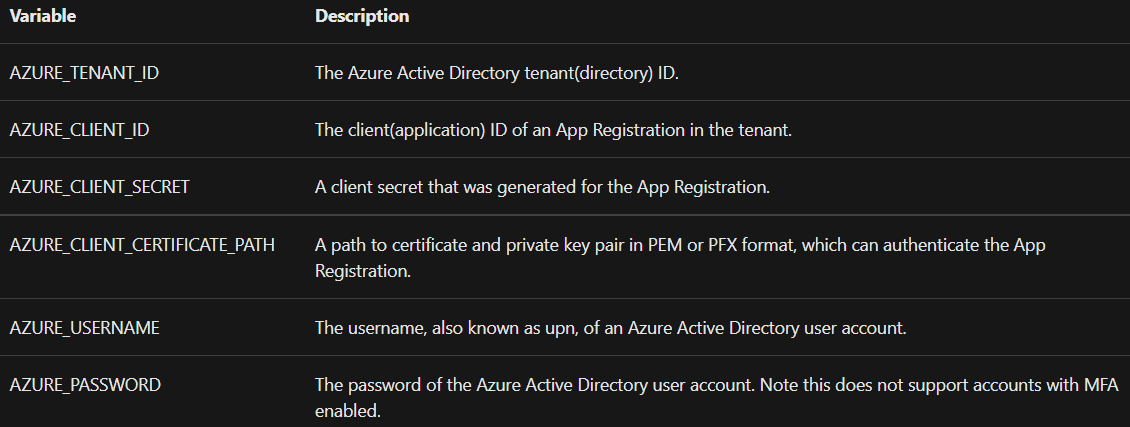 Variable Description
AZURE_TENANT_ID The Azure Active Directory tenant(directory) ID.
AZURE_CLIENT_ID The client(application) ID of an App Registration in the tenant.
AZURE_CLIENT_SECRET A client secret that was generated for the App Registration.
AZURE_CLIENT_CERTIFICATE_PATH A path to certificate and private key pair in PEM or PFX format, which can authenticate the App
Registration.
AZURE_USERNAME The username, also known as upn, of an Azure Active Directory user account.
AZURE_PASSWORD The password of the Azure Active Directory user account. Note this does not support accounts with MFA
enabled.